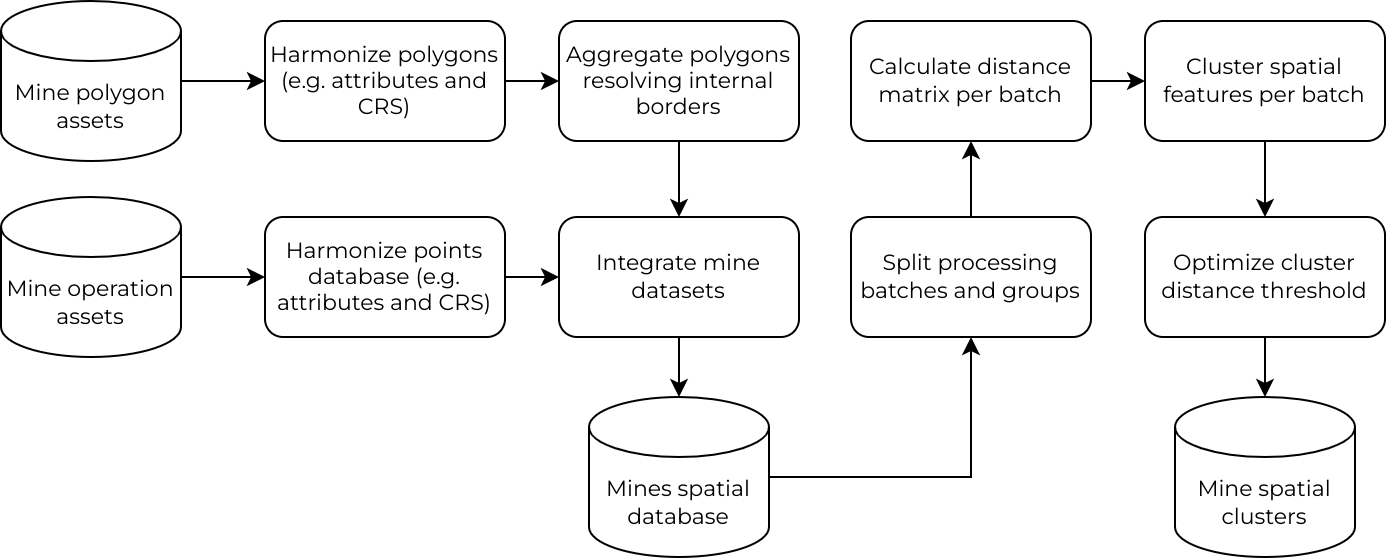 Mine polygon
assets
Harmonize polygons
(e.g. attributes and
CRS)
Aggregate polygons
resolving internal
borders
Calculate distance
matrix per batch
Cluster spatial
features per batch
Mine operation
assets
Harmonize points
database (e.g.
attributes and CRS)
Integrate mine
datasets
Split processing
batches and groups
Optimize cluster
distance threshold
Mines spatial
database
Mine spatial
clusters